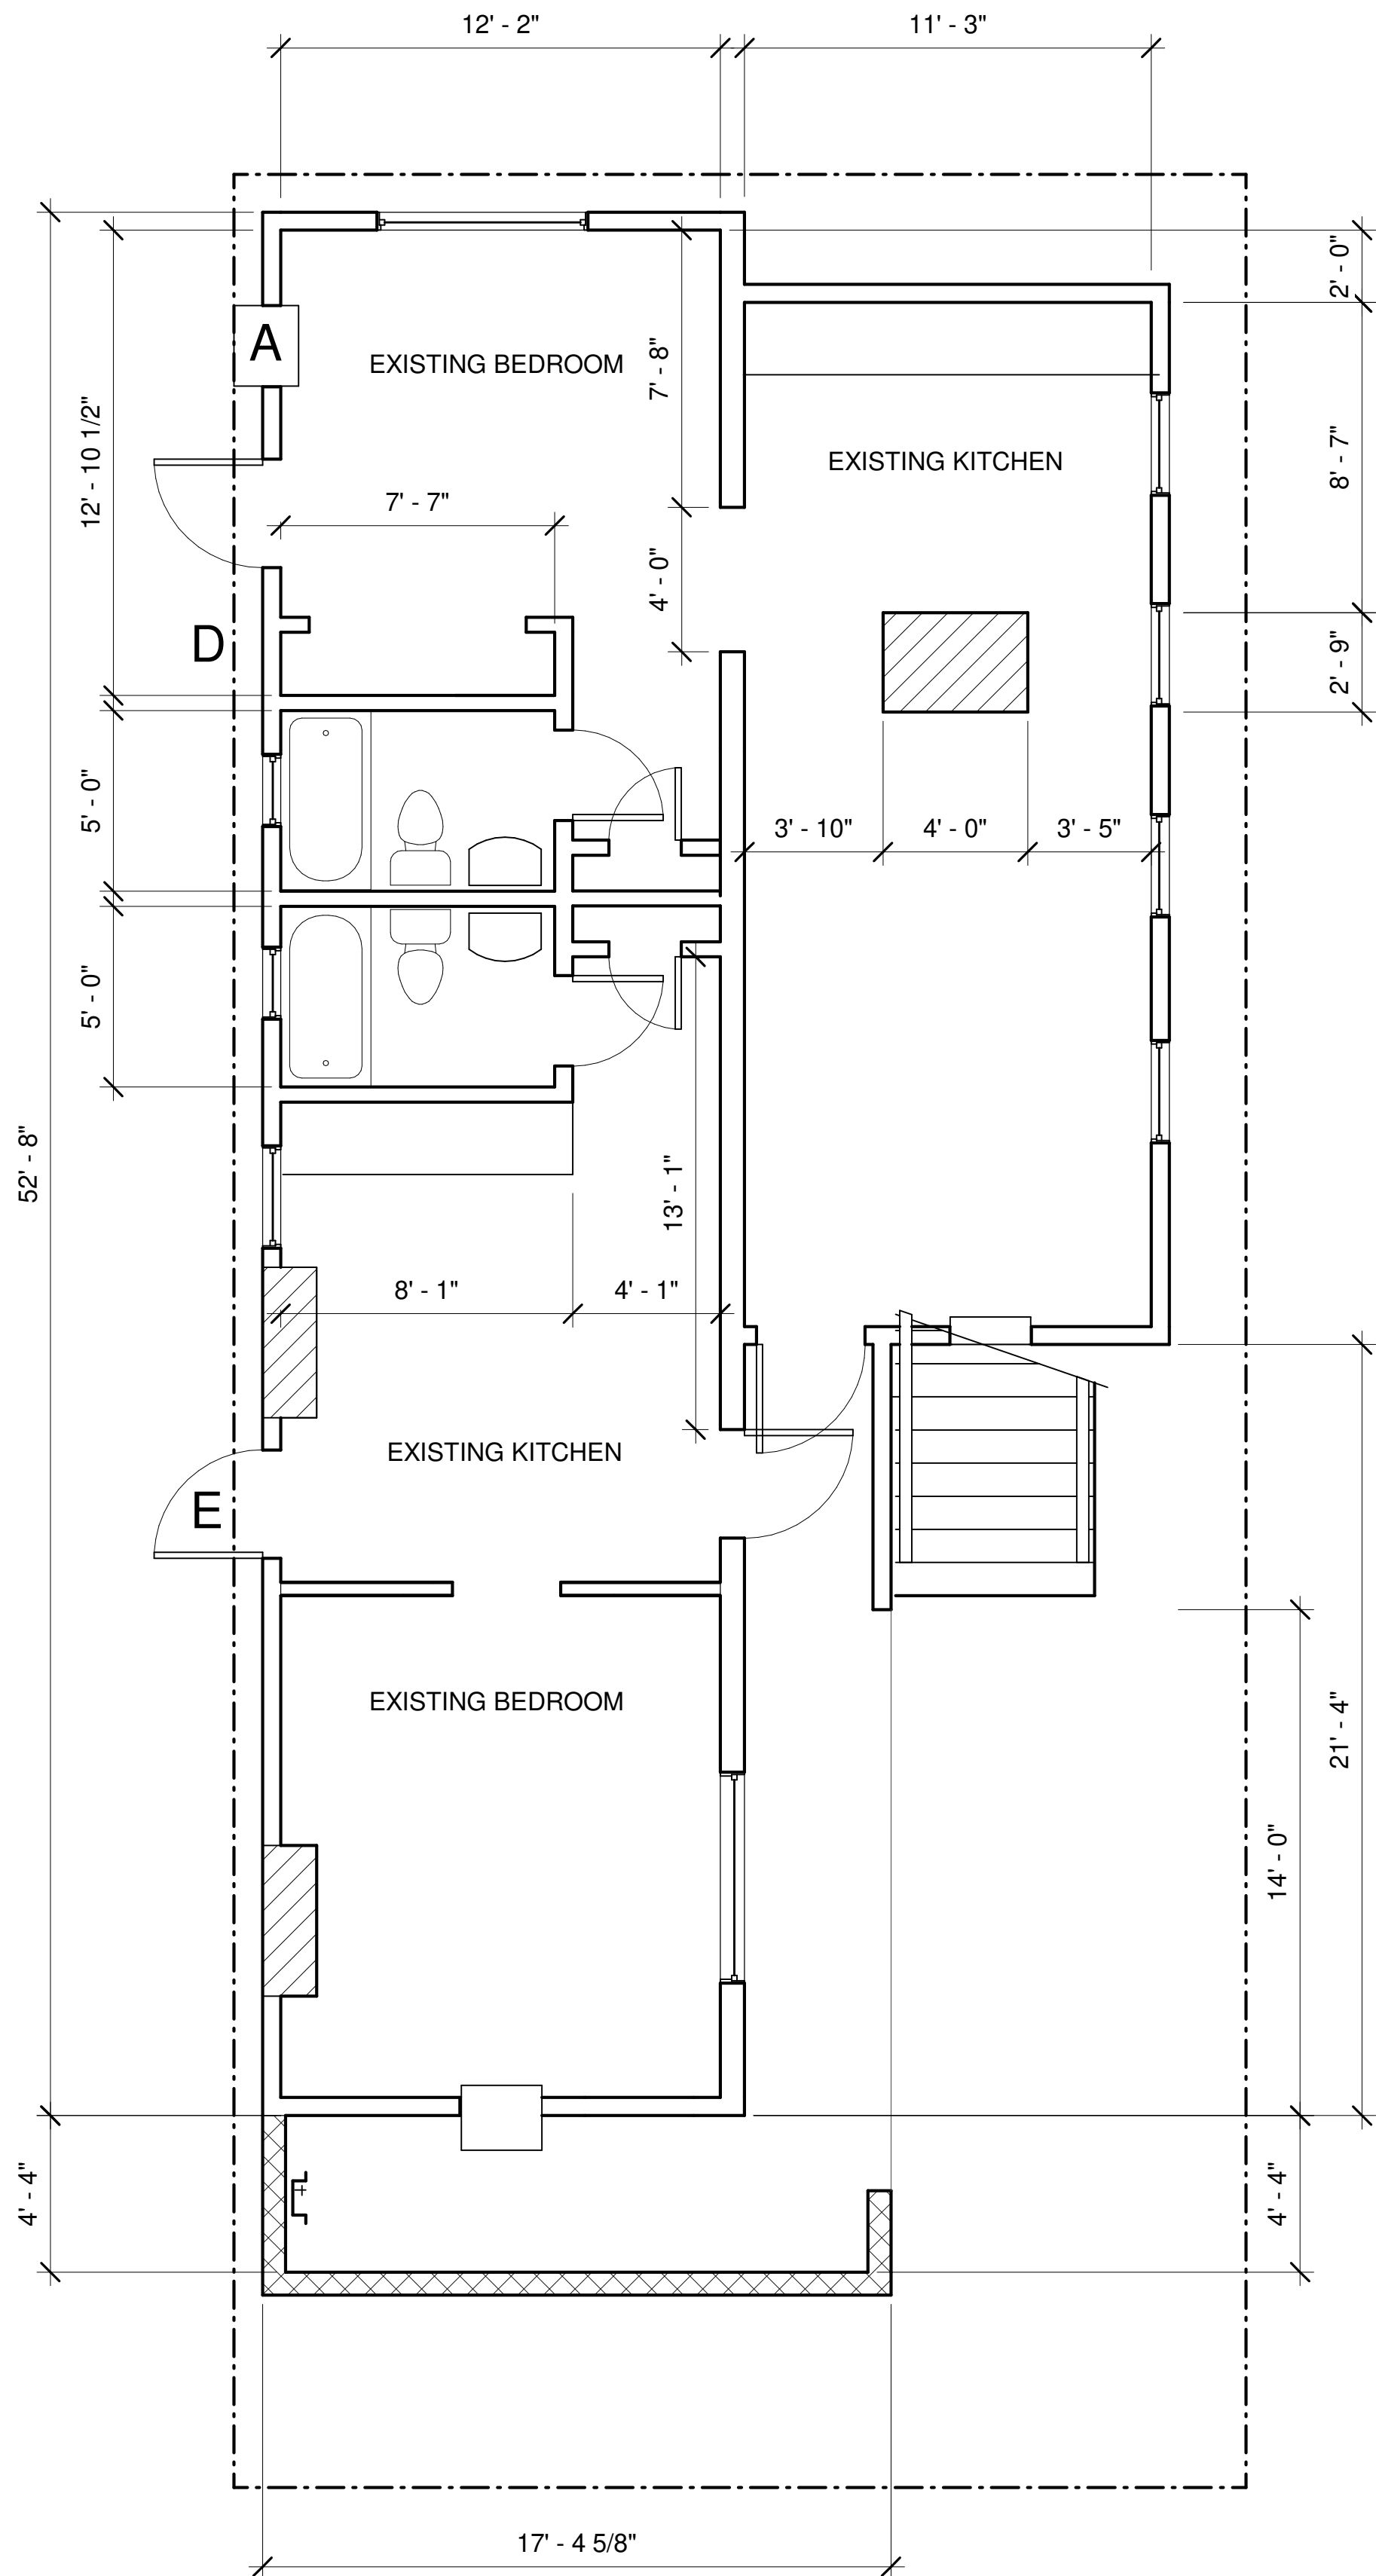 12' - 2"
11' - 3"
2' - 0"
A
EXISTING BEDROOM
7' - 8"
12' - 10 1/2"
EXISTING KITCHEN
8' - 7"
7' - 7"
4' - 0"
D
2' - 9"
5' - 0"
3' - 10"
4' - 0"
3' - 5"
5' - 0"
52' - 8"
13' - 1"
8' - 1"
4' - 1"
EXISTING KITCHEN
E
EXISTING BEDROOM
21' - 4"
14' - 0"
4' - 4"
4' - 4"
17' - 4 5/8"